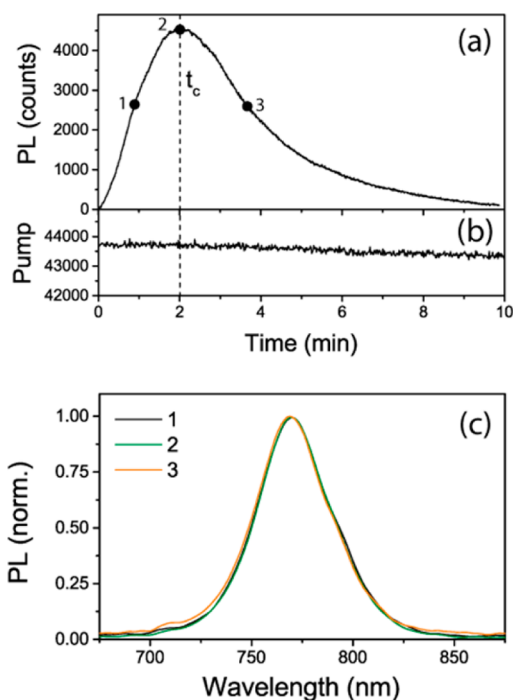 (a)
PL (counts)
4000
3000
2000
1000
0
1
2
3
t_c
(b)
Pump
44000
43000
42000
0 2 4 6 8 10
Time (min)
(c)
PL (norm.)
1.00
0.75
0.50
0.25
0.00
1
2
3
700 750 800 850
Wavelength (nm)